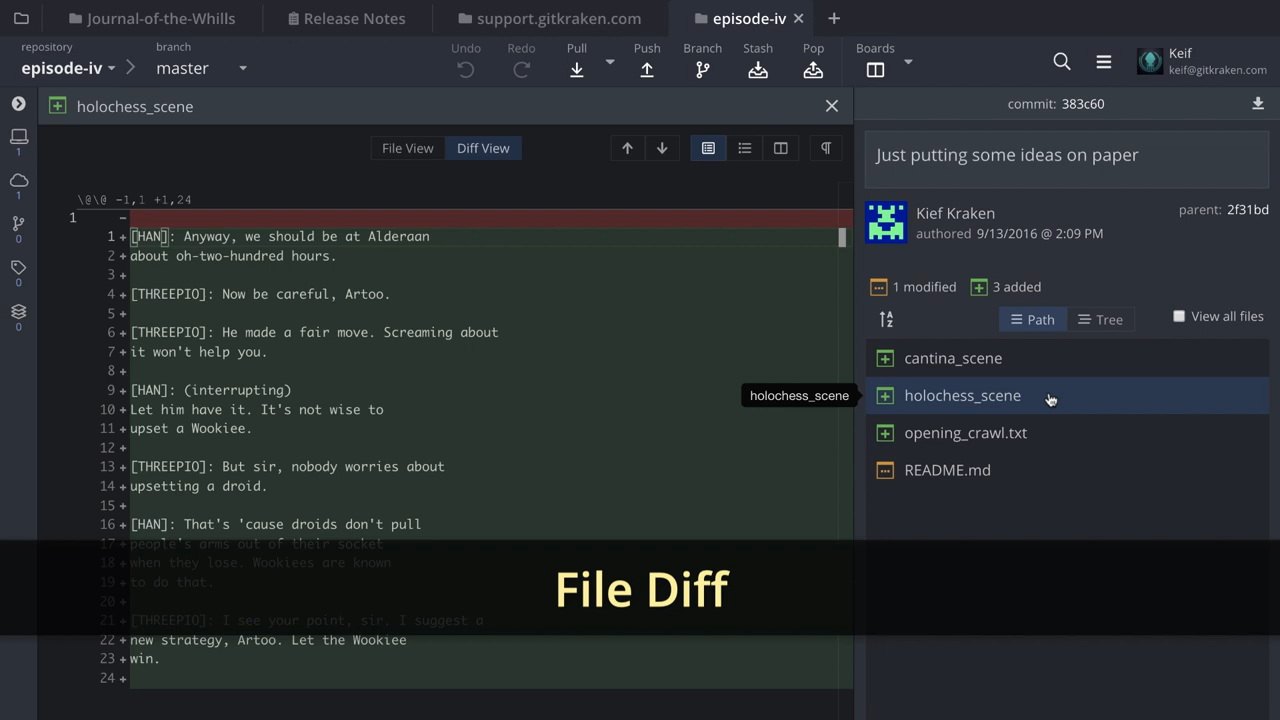 Journal-of-the-Whills
Release Notes
support.gitkraken.com
episode-iv
repository
episode-iv
branch
master
Undo
Redo
Pull
Push
Branch
Stash
Pop
Boards
Keif
keif@gitkraken.com
1
1
0
0
0
holochess_scene
File View
Diff View
\@\@ -1,1 +1,24
1 -
1 + [HAN]: Anyway, we should be at Alderaan
2 + about oh-two-hundred hours.
3 +
4 + [THREEPIO]: Now be careful, Artoo.
5 +
6 + [THREEPIO]: He made a fair move. Screaming about
7 + it won't help you.
8 +
9 + [HAN]: (interrupting)
10 + Let him have it. It's not wise to
11 + upset a Wookiee.
12 +
13 + [THREEPIO]: But sir, nobody worries about
14 + upsetting a droid.
15 +
16 + [HAN]: That's 'cause droids don't pull
17 + people's arms out of their socket
18 + when they lose. Wookiees are known
19 + to do that.
20 +
21 + [THREEPIO]: I see your point, sir. I suggest a
22 + new strategy, Artoo. Let the Wookiee
23 + win.
24 +
commit: 383c60
Just putting some ideas on paper
Kief Kraken
authored 9/13/2016 @ 2:09 PM
parent: 2f31bd
1 modified
3 added
Path
Tree
View all files
cantina_scene
holochess_scene
holochess_scene
opening_crawl.txt
README.md
File Diff